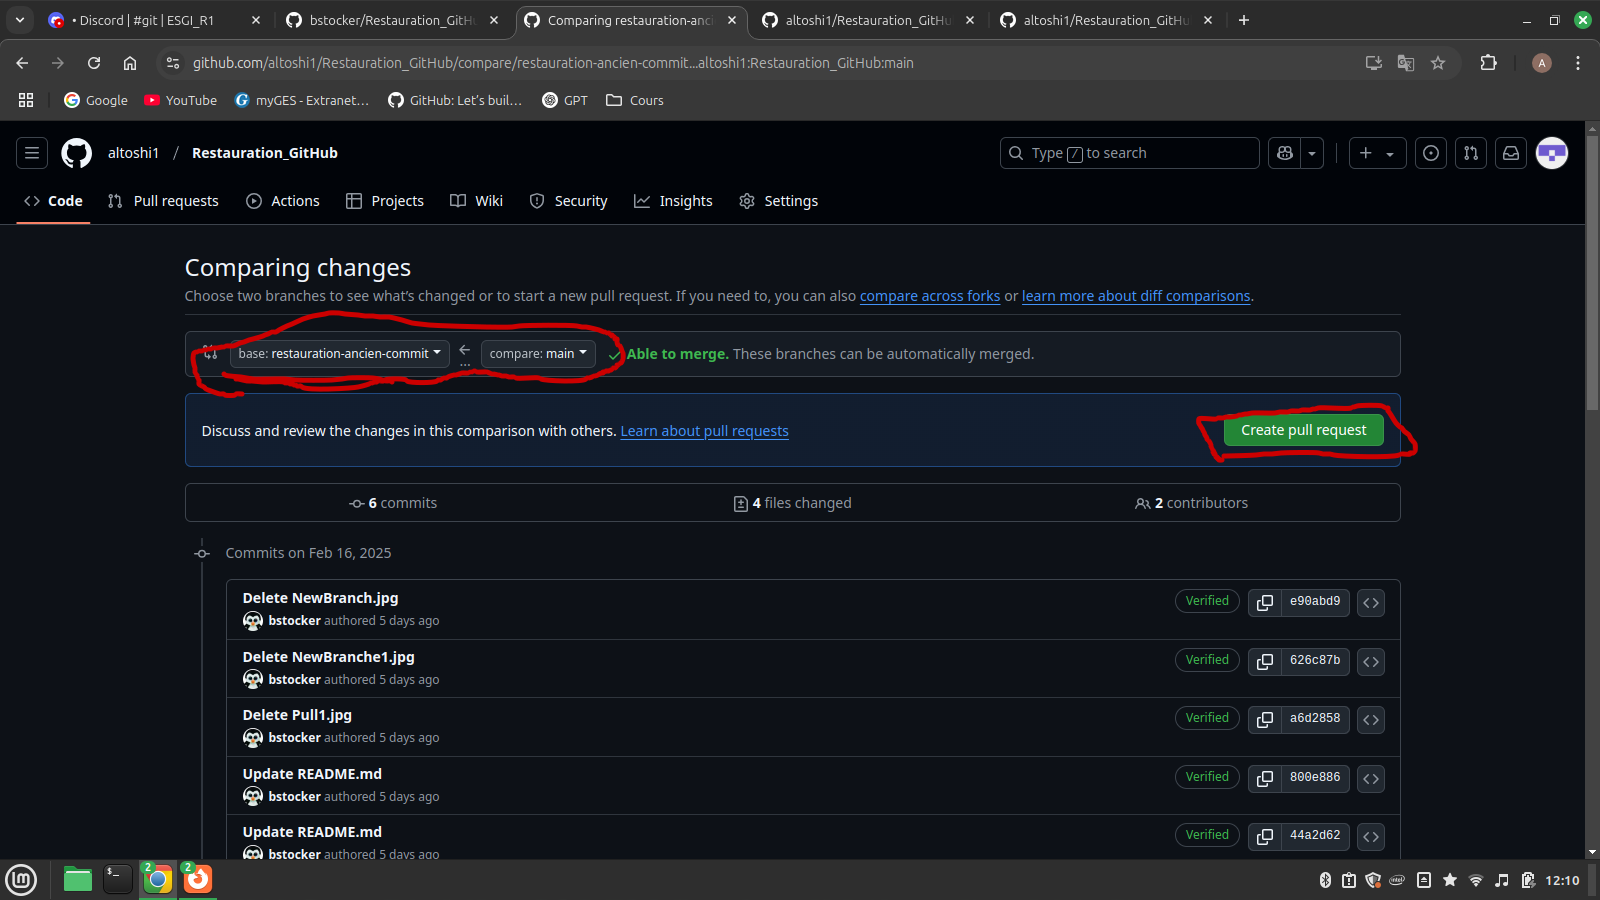 • Discord | #git | ESGI_R1
bstocker/Restauration_GitHu
Comparing restauration-anci
altoshi1/Restauration_GitHu
altoshi1/Restauration_GitHu
github.com/altoshi1/Restauration_GitHub/compare/restauration-ancien-commit...altoshi1:Restauration_GitHub:main
A
Google
YouTube
myGES - Extranet...
GitHub: Let's buil...
GPT
Cours
altoshi1 / Restauration_GitHub
Type / to search
Code
Pull requests
Actions
Projects
Wiki
Security
Insights
Settings
Comparing changes
Choose two branches to see what's changed or to start a new pull request. If you need to, you can also compare across forks or learn more about diff comparisons.
base: restauration-ancien-commit
...
compare: main
Able to merge. These branches can be automatically merged.
Discuss and review the changes in this comparison with others. Learn about pull requests
Create pull request
6 commits
4 files changed
2 contributors
Commits on Feb 16, 2025
Delete NewBranch.jpg
bstocker authored 5 days ago
Verified
e90abd9
Delete NewBranche1.jpg
bstocker authored 5 days ago
Verified
626c87b
Delete Pull1.jpg
bstocker authored 5 days ago
Verified
a6d2858
Update README.md
bstocker authored 5 days ago
Verified
800e886
Update README.md
bstocker authored 5 days ago
Verified
44a2d62
$_
2
2
intel
12:10